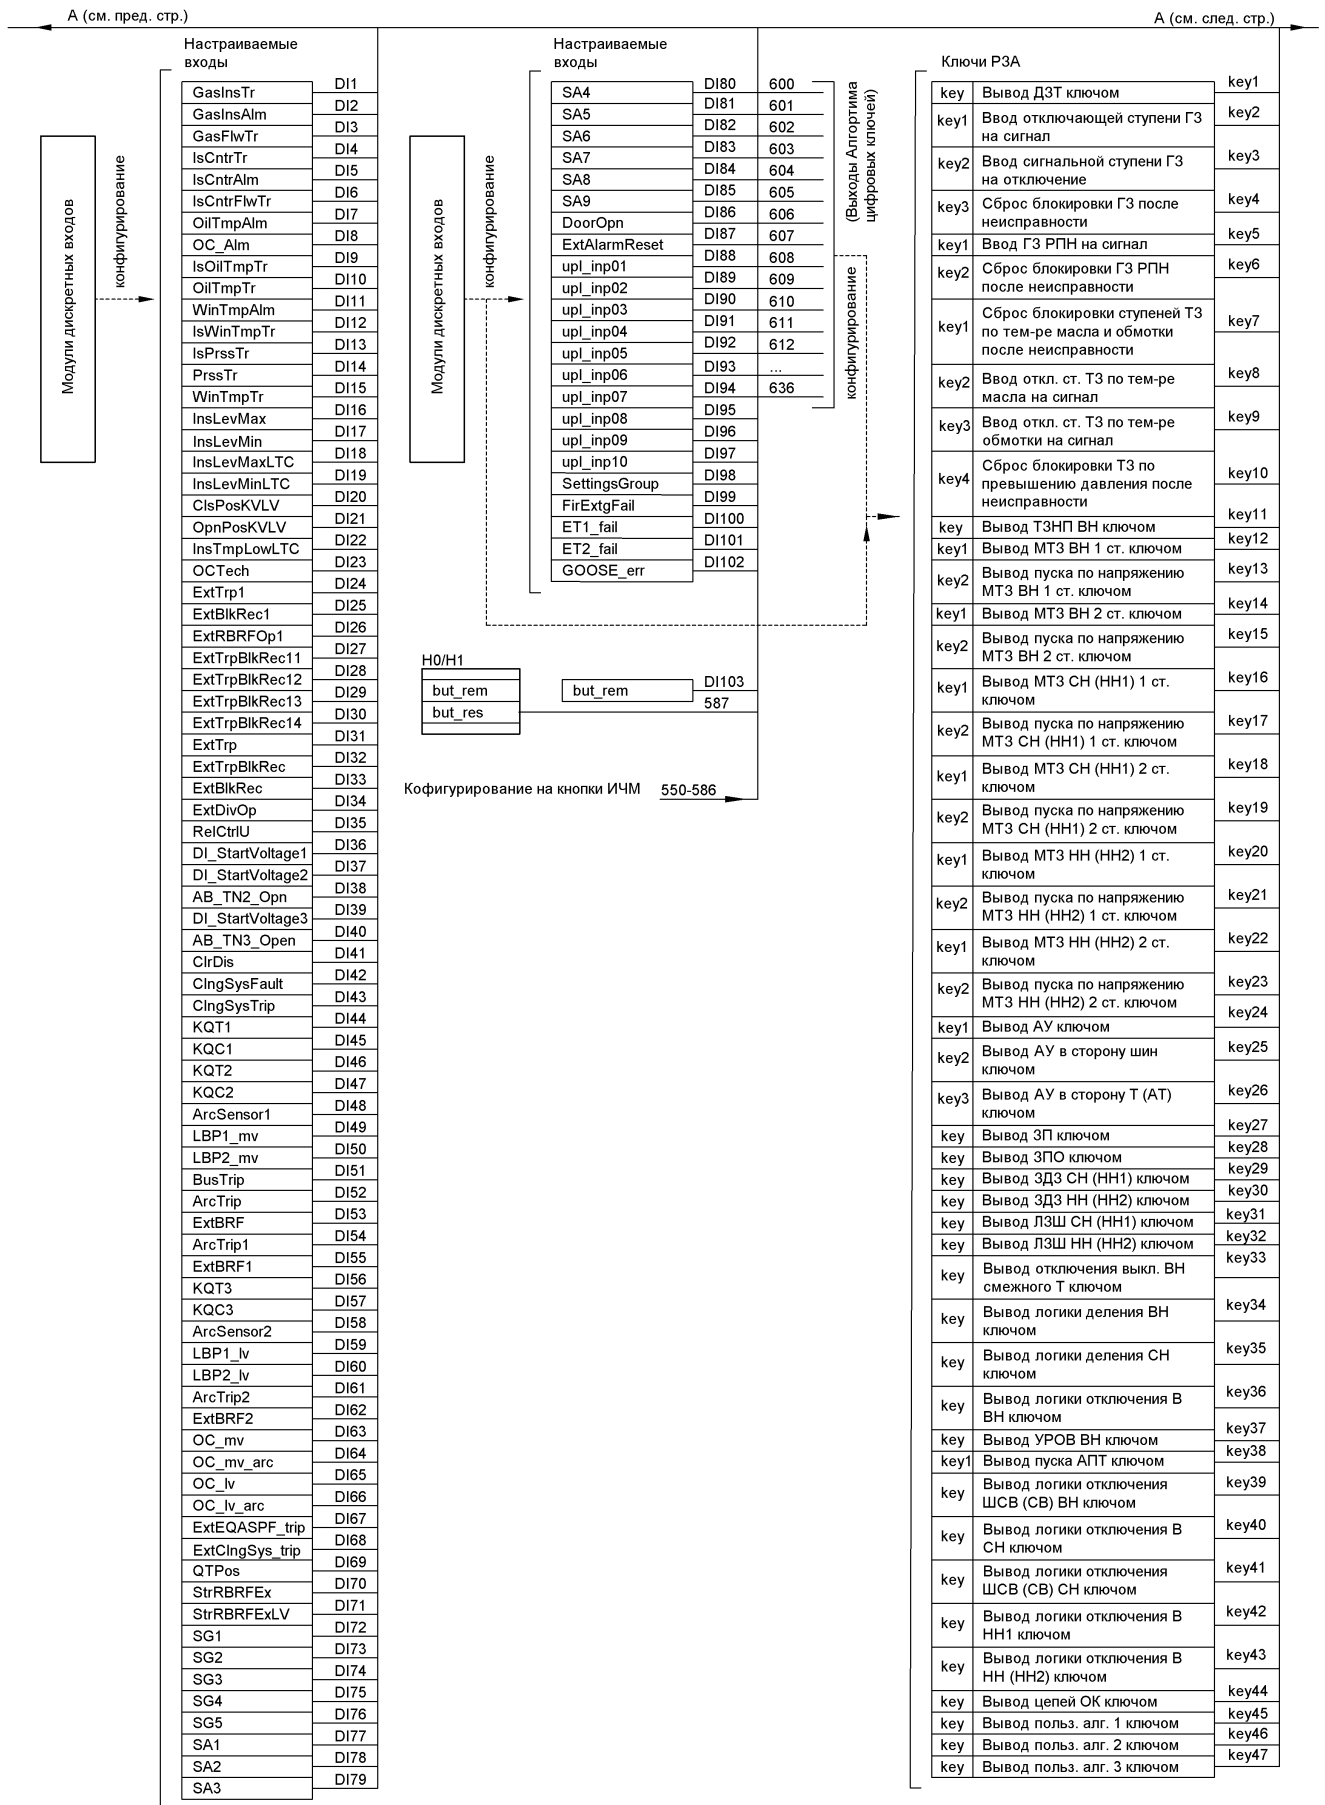 А (см. пред. стр.)
А (см. след. стр.)
Настраиваемые
входы
Модули дискретных входов
конфигурирование
GasInsTr DI1
GasInsAlm DI2
GasFlwTr DI3
IsCntrTr DI4
IsCntrAlm DI5
IsCntrFlwTr DI6
OilTmpAlm DI7
OC_Alm DI8
IsOilTmpTr DI9
OilTmpTr DI10
WinTmpAlm DI11
IsWinTmpTr DI12
IsPrssTr DI13
PrssTr DI14
WinTmpTr DI15
InsLevMax DI16
InsLevMin DI17
InsLevMaxLTC DI18
InsLevMinLTC DI19
ClsPosKVLV DI20
OpnPosKVLV DI21
InsTmpLowLTC DI22
OCTech DI23
ExtTrp1 DI24
ExtBlkRec1 DI25
ExtRBRFOp1 DI26
ExtTrpBlkRec11 DI27
ExtTrpBlkRec12 DI28
ExtTrpBlkRec13 DI29
ExtTrpBlkRec14 DI30
ExtTrp DI31
ExtTrpBlkRec DI32
ExtBlkRec DI33
ExtDivOp DI34
RelCtrlU DI35
DI_StartVoltage1 DI36
DI_StartVoltage2 DI37
AB_TN2_Opn DI38
DI_StartVoltage3 DI39
AB_TN3_Open DI40
ClrDis DI41
ClngSysFault DI42
ClngSysTrip DI43
KQT1 DI44
KQC1 DI45
KQT2 DI46
KQC2 DI47
ArcSensor1 DI48
LBP1_mv DI49
LBP2_mv DI50
BusTrip DI51
ArcTrip DI52
ExtBRF DI53
ArcTrip1 DI54
ExtBRF1 DI55
KQT3 DI56
KQC3 DI57
ArcSensor2 DI58
LBP1_lv DI59
LBP2_lv DI60
ArcTrip2 DI61
ExtBRF2 DI62
OC_mv DI63
OC_mv_arc DI64
OC_lv DI65
OC_lv_arc DI66
ExtEQASPF_trip DI67
ExtClngSys_trip DI68
QTPos DI69
StrRBRFEx DI70
StrRBRFExLV DI71
SG1 DI72
SG2 DI73
SG3 DI74
SG4 DI75
SG5 DI76
SA1 DI77
SA2 DI78
SA3 DI79
Настраиваемые
входы
Модули дискретных входов
конфигурирование
SA4 DI80 600
SA5 DI81 601
SA6 DI82 602
SA7 DI83 603
SA8 DI84 604
SA9 DI85 605
DoorOpn DI86 606
ExtAlarmReset DI87 607
upl_inp01 DI88 608
upl_inp02 DI89 609
upl_inp03 DI90 610
upl_inp04 DI91 611
upl_inp05 DI92 612
upl_inp06 DI93 ...
upl_inp07 DI94 636
upl_inp08 DI95
upl_inp09 DI96
upl_inp10 DI97
SettingsGroup DI98
FirExtgFail DI99
ET1_fail DI100
ET2_fail DI101
GOOSE_err DI102
(Выходы Алгортима
цифровых ключей)
конфигурирование
H0/H1
but_rem
but_res
but_rem DI103
587
Кофигурирование на кнопки ИЧМ 550-586
Ключи РЗА
key Вывод ДЗТ ключом key1
key1 Ввод отключающей ступени ГЗ
на сигнал key2
key2 Ввод сигнальной ступени ГЗ
на отключение key3
key3 Сброс блокировки ГЗ после
неисправности key4
key1 Ввод ГЗ РПН на сигнал key5
key2 Сброс блокировки ГЗ РПН
после неисправности key6
key1 Сброс блокировки ступеней ТЗ
по тем-ре масла и обмотки
после неисправности key7
key2 Ввод откл. ст. ТЗ по тем-ре
масла на сигнал key8
key3 Ввод откл. ст. ТЗ по тем-ре
обмотки на сигнал key9
key4 Сброс блокировки ТЗ по
превышению давления после
неисправности key10
key Вывод ТЗНП ВН ключом key11
key1 Вывод МТЗ ВН 1 ст. ключом key12
key2 Вывод пуска по напряжению
МТЗ ВН 1 ст. ключом key13
key1 Вывод МТЗ ВН 2 ст. ключом key14
key2 Вывод пуска по напряжению
МТЗ ВН 2 ст. ключом key15
key1 Вывод МТЗ СН (НН1) 1 ст.
ключом key16
key2 Вывод пуска по напряжению
МТЗ СН (НН1) 1 ст. ключом key17
key1 Вывод МТЗ СН (НН1) 2 ст.
ключом key18
key2 Вывод пуска по напряжению
МТЗ СН (НН1) 2 ст. ключом key19
key1 Вывод МТЗ НН (НН2) 1 ст.
ключом key20
key2 Вывод пуска по напряжению
МТЗ НН (НН2) 1 ст. ключом key21
key1 Вывод МТЗ НН (НН2) 2 ст.
ключом key22
key2 Вывод пуска по напряжению
МТЗ НН (НН2) 2 ст. ключом key23
key1 Вывод АУ ключом key24
key2 Вывод АУ в сторону шин
ключом key25
key3 Вывод АУ в сторону Т (АТ)
ключом key26
key Вывод ЗП ключом key27
key Вывод ЗПО ключом key28
key Вывод ЗДЗ СН (НН1) ключом key29
key Вывод ЗДЗ НН (НН2) ключом key30
key Вывод ЛЗШ СН (НН1) ключом key31
key Вывод ЛЗШ НН (НН2) ключом key32
key Вывод отключения выкл. ВН
смежного Т ключом key33
key Вывод логики деления ВН
ключом key34
key Вывод логики деления СН
ключом key35
key Вывод логики отключения В
ВН ключом key36
key Вывод УРОВ ВН ключом key37
key1 Вывод пуска АПТ ключом key38
key Вывод логики отключения
ШСВ (СВ) ВН ключом key39
key Вывод логики отключения В
СН ключом key40
key Вывод логики отключения
ШСВ (СВ) СН ключом key41
key Вывод логики отключения В
НН1 ключом key42
key Вывод логики отключения В
НН (НН2) ключом key43
key Вывод цепей ОК ключом key44
key Вывод польз. алг. 1 ключом key45
key Вывод польз. алг. 2 ключом key46
key Вывод польз. алг. 3 ключом key47